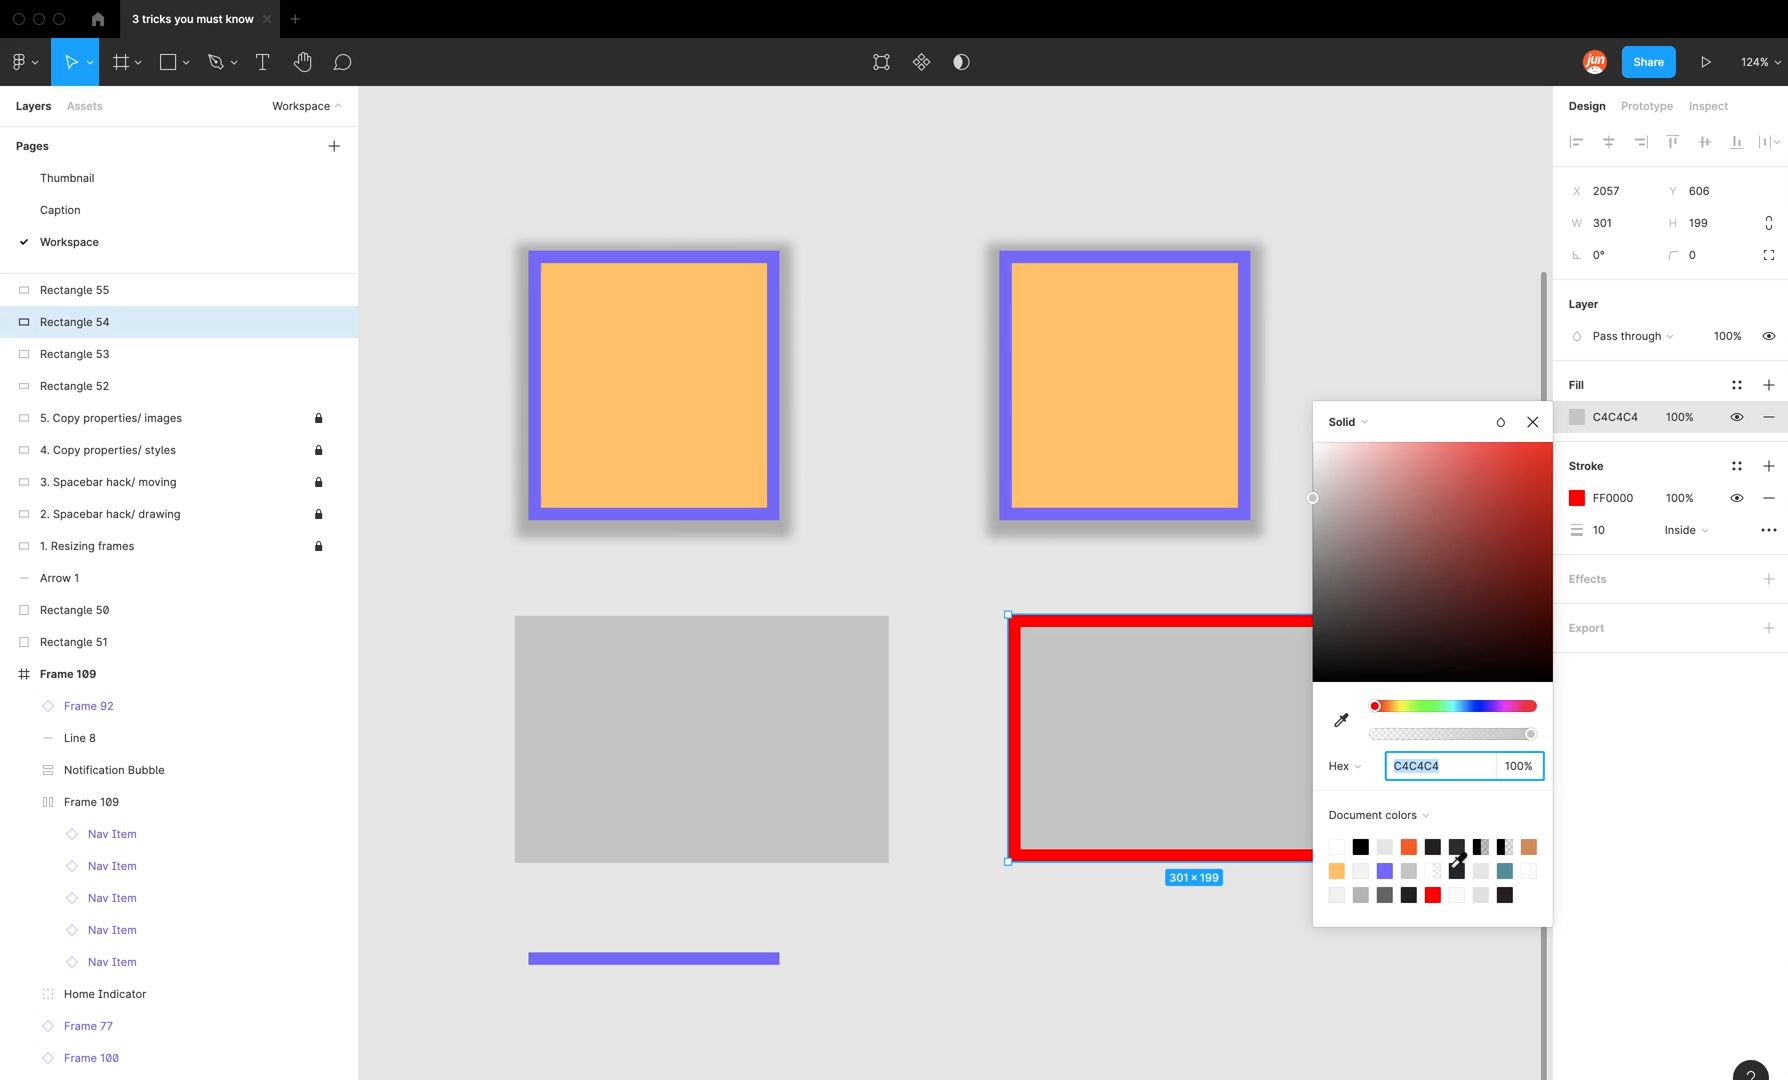 3 tricks you must know
jun
Share
124%
Layers
Assets
Workspace
Pages
Thumbnail
Caption
Workspace
Rectangle 55
Rectangle 54
Rectangle 53
Rectangle 52
5. Copy properties/ images
4. Copy properties/ styles
3. Spacebar hack/ moving
2. Spacebar hack/ drawing
1. Resizing frames
Arrow 1
Rectangle 50
Rectangle 51
Frame 109
Frame 92
Line 8
Notification Bubble
Frame 109
Nav Item
Nav Item
Nav Item
Nav Item
Nav Item
Home Indicator
Frame 77
Frame 100
301 × 199
Solid
Hex
C4C4C4
100%
Document colors
Design
Prototype
Inspect
X 2057
Y 606
W 301
H 199
0°
0
Layer
Pass through
100%
Fill
C4C4C4
100%
Stroke
FF0000
100%
10
Inside
Effects
Export
?